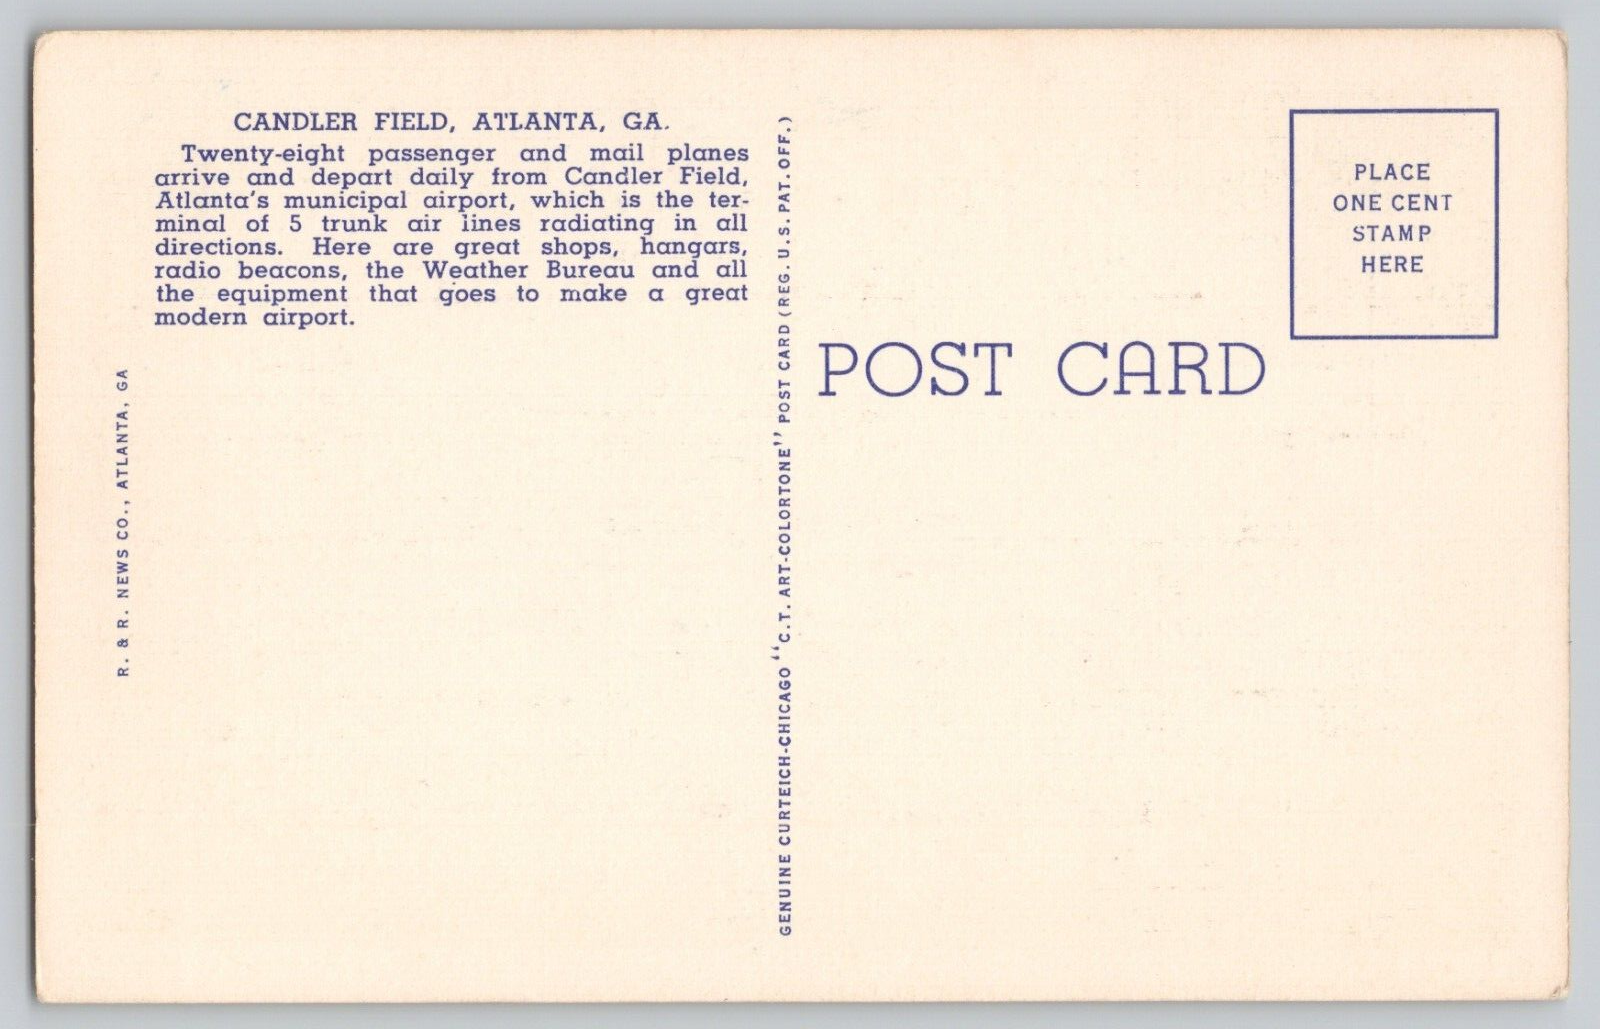 CANDLER FIELD, ATLANTA, GA.
Twenty-eight passenger and mail planes
arrive and depart daily from Candler Field,
Atlanta's municipal airport, which is the ter-
minal of 5 trunk air lines radiating in all
directions. Here are great shops, hangars,
radio beacons, the Weather Bureau and all
the equipment that goes to make a great
modern airport.
R. & R. NEWS CO., ATLANTA, GA
GENUINE CURTEICH-CHICAGO "C.T. ART-COLORTONE" POST CARD (REG. U.S. PAT. OFF.)
POST CARD
PLACE
ONE CENT
STAMP
HERE